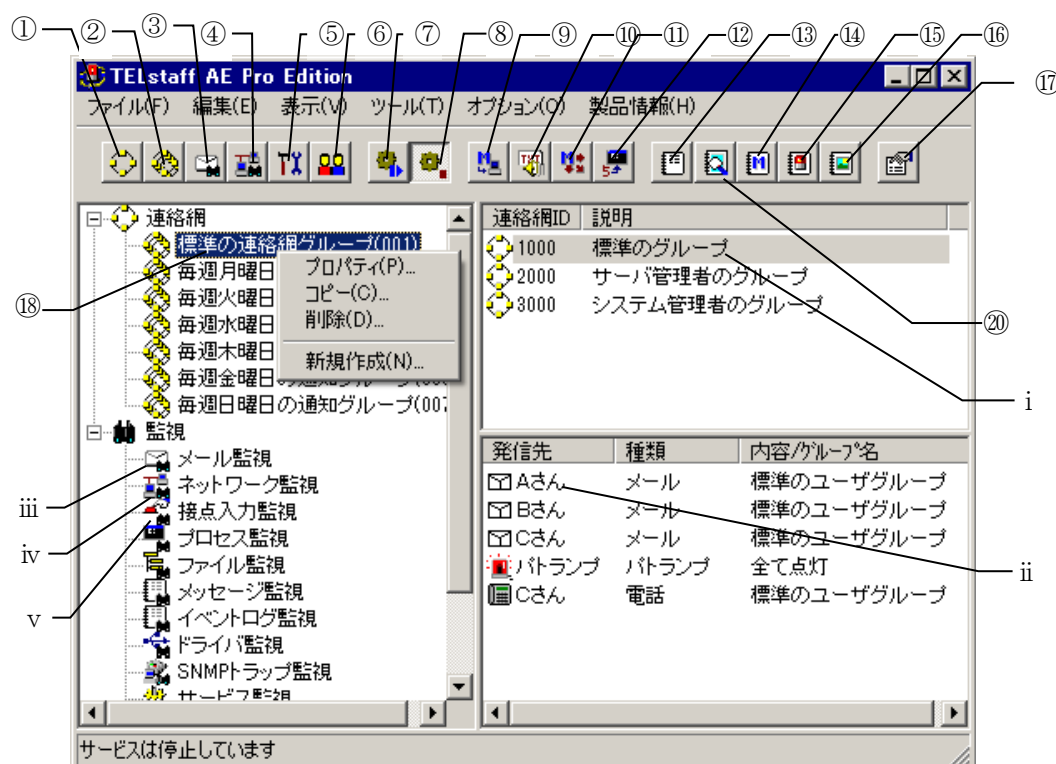 ① ② ③ ④ ⑤ ⑥ ⑦ ⑧ ⑨ ⑩ ⑪ ⑫ ⑬ ⑭ ⑮ ⑯ ⑰
TELstaff AE Pro Edition
ファイル(F) 編集(E) 表示(V) ツール(T) オプション(O) 製品情報(H)
連絡網
標準の連絡網グループ(001)
毎週月曜日
毎週火曜日
毎週水曜日
毎週木曜日
毎週金曜日の通知グループ(00
毎週日曜日の通知グループ(007
プロパティ(P)...
コピー(C)...
削除(D)...
新規作成(N)...
⑱
監視
メール監視
ネットワーク監視
接点入力監視
プロセス監視
ファイル監視
メッセージ監視
イベントログ監視
ドライバ監視
SNMPトラップ監視
サービス監視
iii
iv
v
連絡網ID 説明
1000 標準のグループ
2000 サーバ管理者のグループ
3000 システム管理者のグループ
⑳
i
発信先 種類 内容/グループ名
Aさん メール 標準のユーザグループ
Bさん メール 標準のユーザグループ
Cさん メール 標準のユーザグループ
パトランプ パトランプ 全て点灯
Cさん 電話 標準のユーザグループ
ii
サービスは停止しています